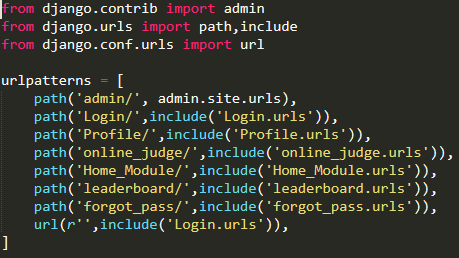 from django.contrib import admin
from django.urls import path,include
from django.conf.urls import url

urlpatterns = [
    path('admin/', admin.site.urls),
    path('Login/',include('Login.urls')),
    path('Profile/',include('Profile.urls')),
    path('online_judge/',include('online_judge.urls')),
    path('Home_Module/',include('Home_Module.urls')),
    path('leaderboard/',include('leaderboard.urls')),
    path('forgot_pass/',include('forgot_pass.urls')),
    url(r'',include('Login.urls')),
]